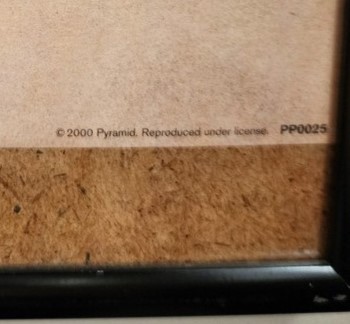 © 2000 Pyramid. Reproduced under license. PP0025